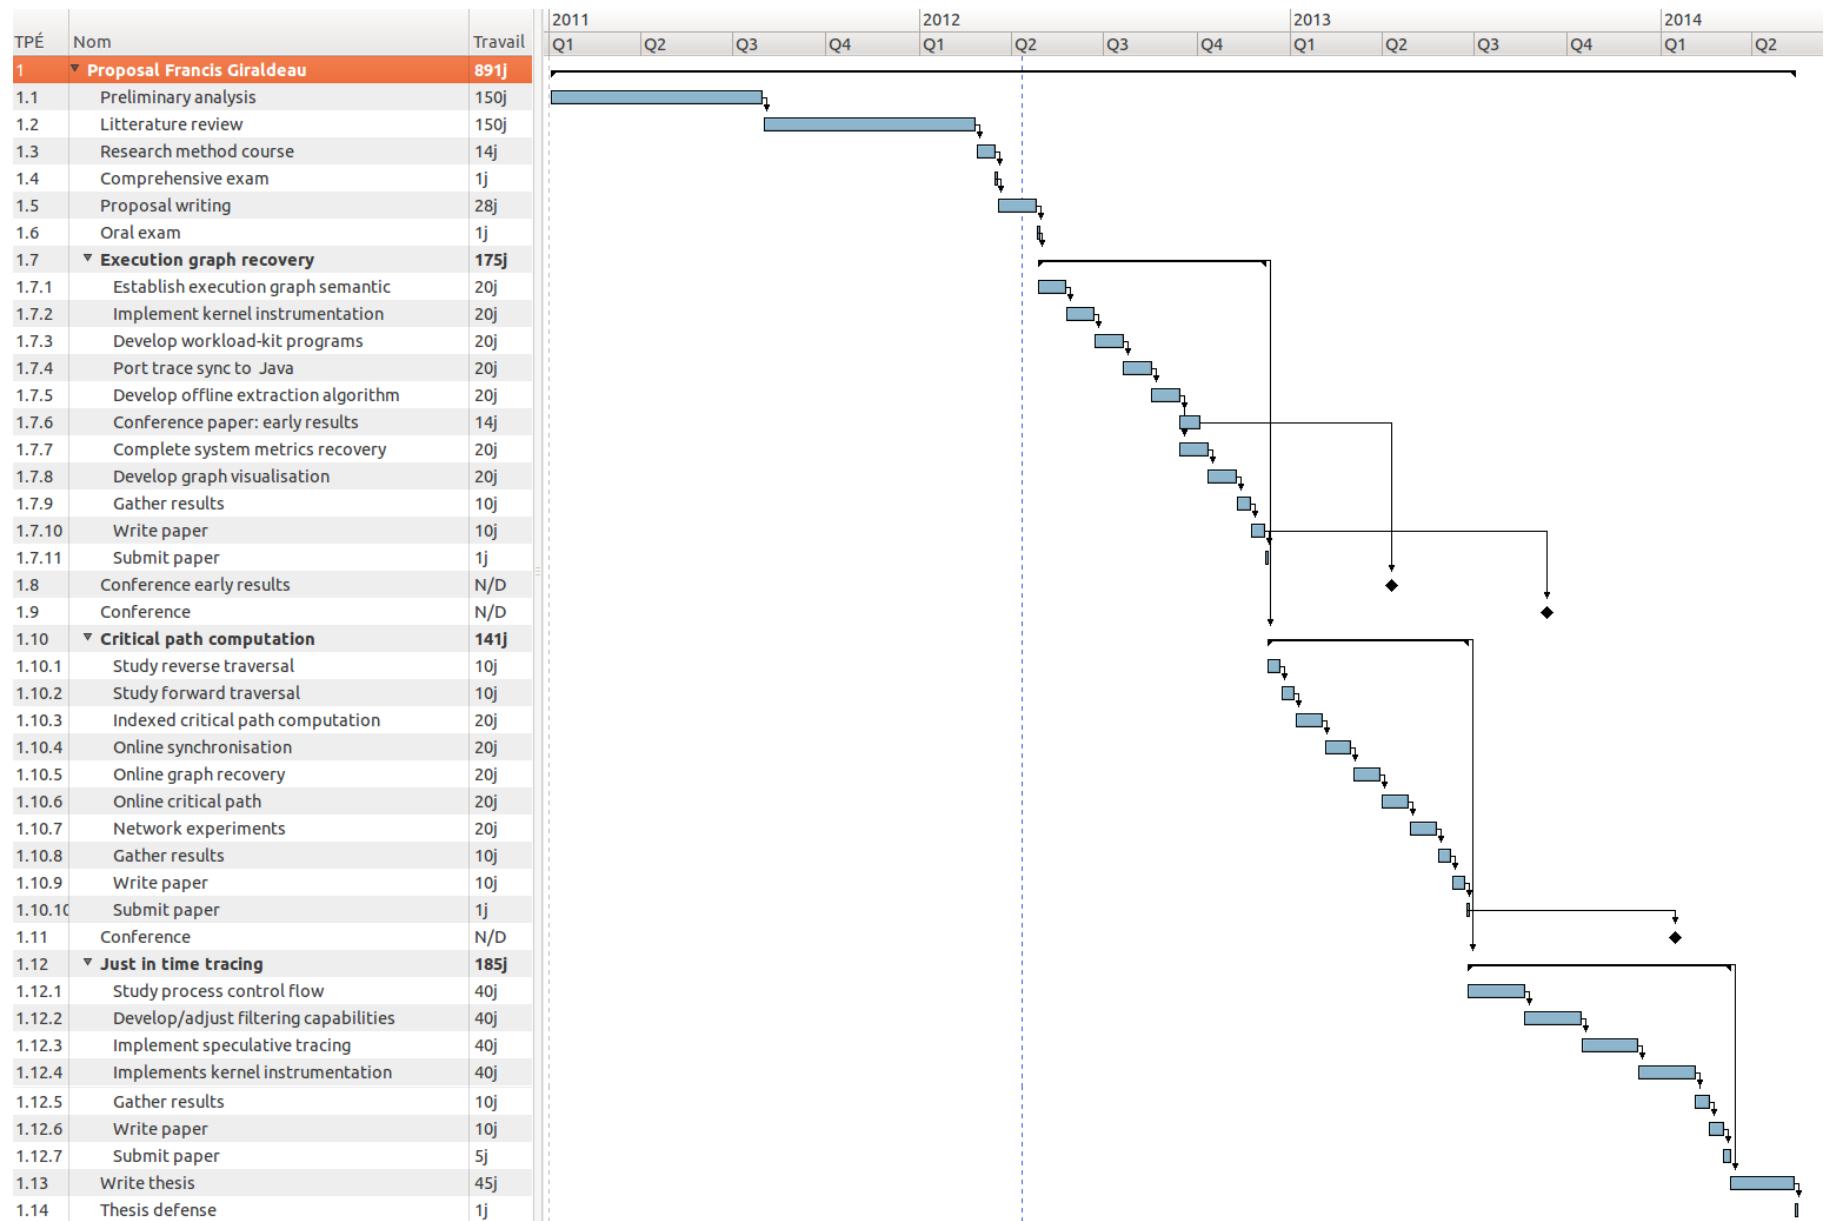 2011 2012 2013 2014
TPÉ Nom Travail Q1 Q2 Q3 Q4 Q1 Q2 Q3 Q4 Q1 Q2 Q3 Q4 Q1 Q2
1 Proposal Francis Giraldeau 891j
1.1 Preliminary analysis 150j
1.2 Litterature review 150j
1.3 Research method course 14j
1.4 Comprehensive exam 1j
1.5 Proposal writing 28j
1.6 Oral exam 1j
1.7 Execution graph recovery 175j
1.7.1 Establish execution graph semantic 20j
1.7.2 Implement kernel instrumentation 20j
1.7.3 Develop workload-kit programs 20j
1.7.4 Port trace sync to Java 20j
1.7.5 Develop offline extraction algorithm 20j
1.7.6 Conference paper: early results 14j
1.7.7 Complete system metrics recovery 20j
1.7.8 Develop graph visualisation 20j
1.7.9 Gather results 10j
1.7.10 Write paper 10j
1.7.11 Submit paper 1j
1.8 Conference early results N/D
1.9 Conference N/D
1.10 Critical path computation 141j
1.10.1 Study reverse traversal 10j
1.10.2 Study forward traversal 10j
1.10.3 Indexed critical path computation 20j
1.10.4 Online synchronisation 20j
1.10.5 Online graph recovery 20j
1.10.6 Online critical path 20j
1.10.7 Network experiments 20j
1.10.8 Gather results 10j
1.10.9 Write paper 10j
1.10.10 Submit paper 1j
1.11 Conference N/D
1.12 Just in time tracing 185j
1.12.1 Study process control flow 40j
1.12.2 Develop/adjust filtering capabilities 40j
1.12.3 Implement speculative tracing 40j
1.12.4 Implements kernel instrumentation 40j
1.12.5 Gather results 10j
1.12.6 Write paper 10j
1.12.7 Submit paper 5j
1.13 Write thesis 45j
1.14 Thesis defense 1j